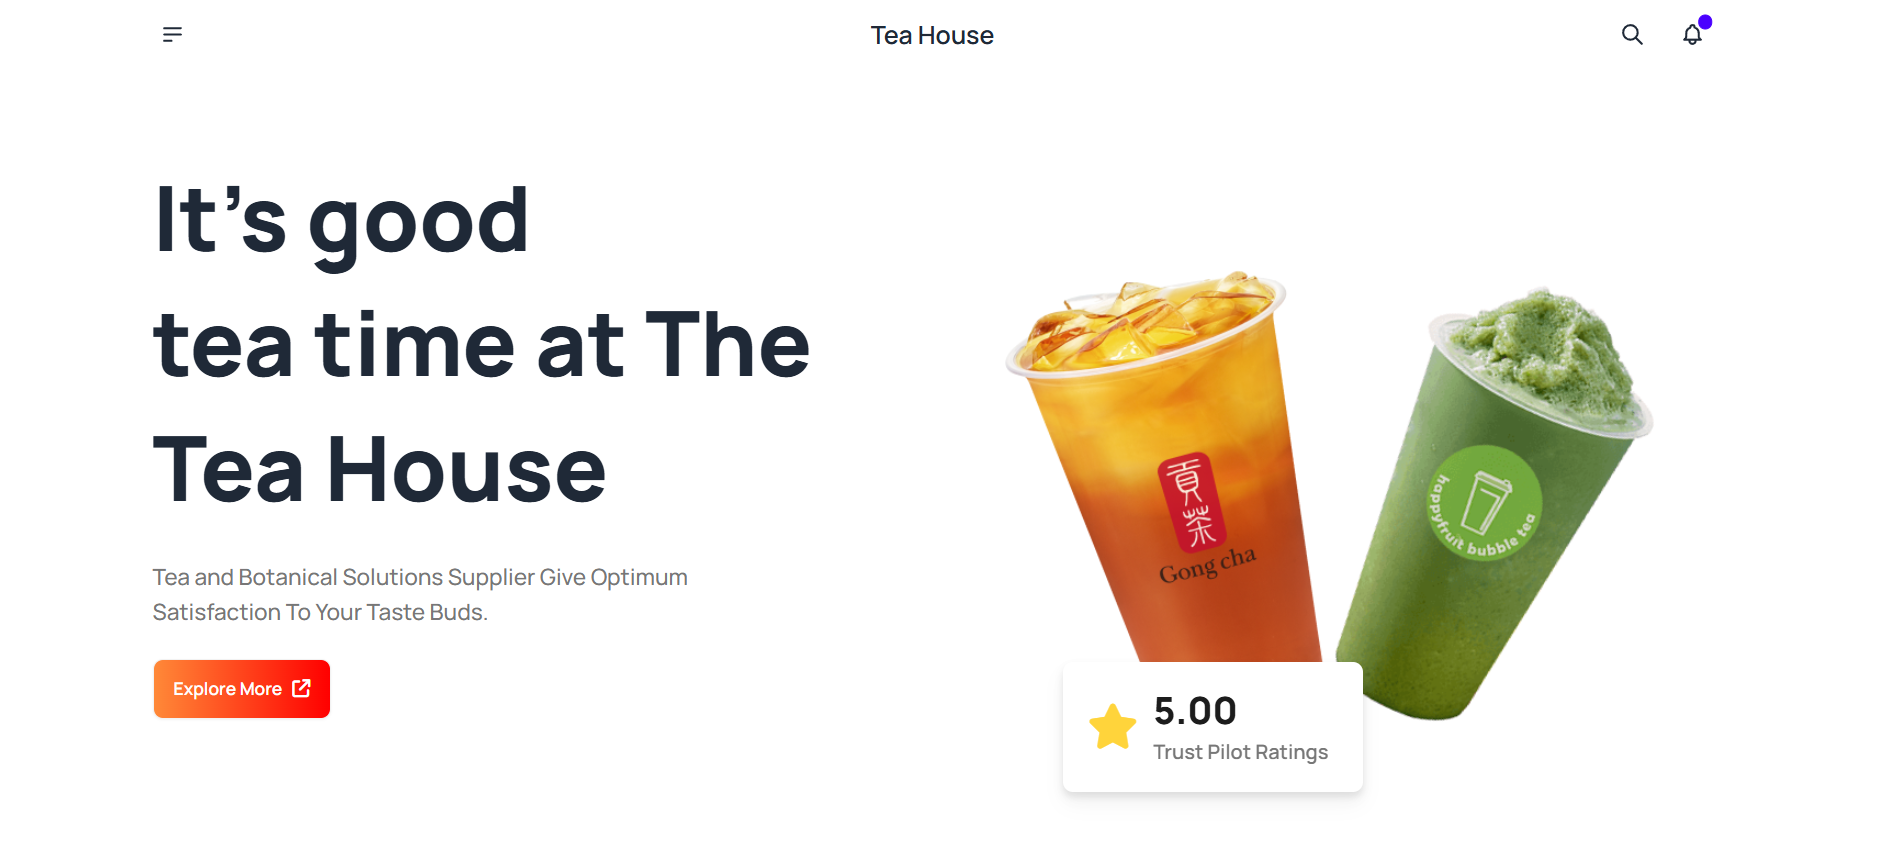 Tea House
It’s good
tea time at The
Tea House
Tea and Botanical Solutions Supplier Give Optimum
Satisfaction To Your Taste Buds.
Explore More
貢茶
Gong cha
happyfruit bubble tea
5.00
Trust Pilot Ratings